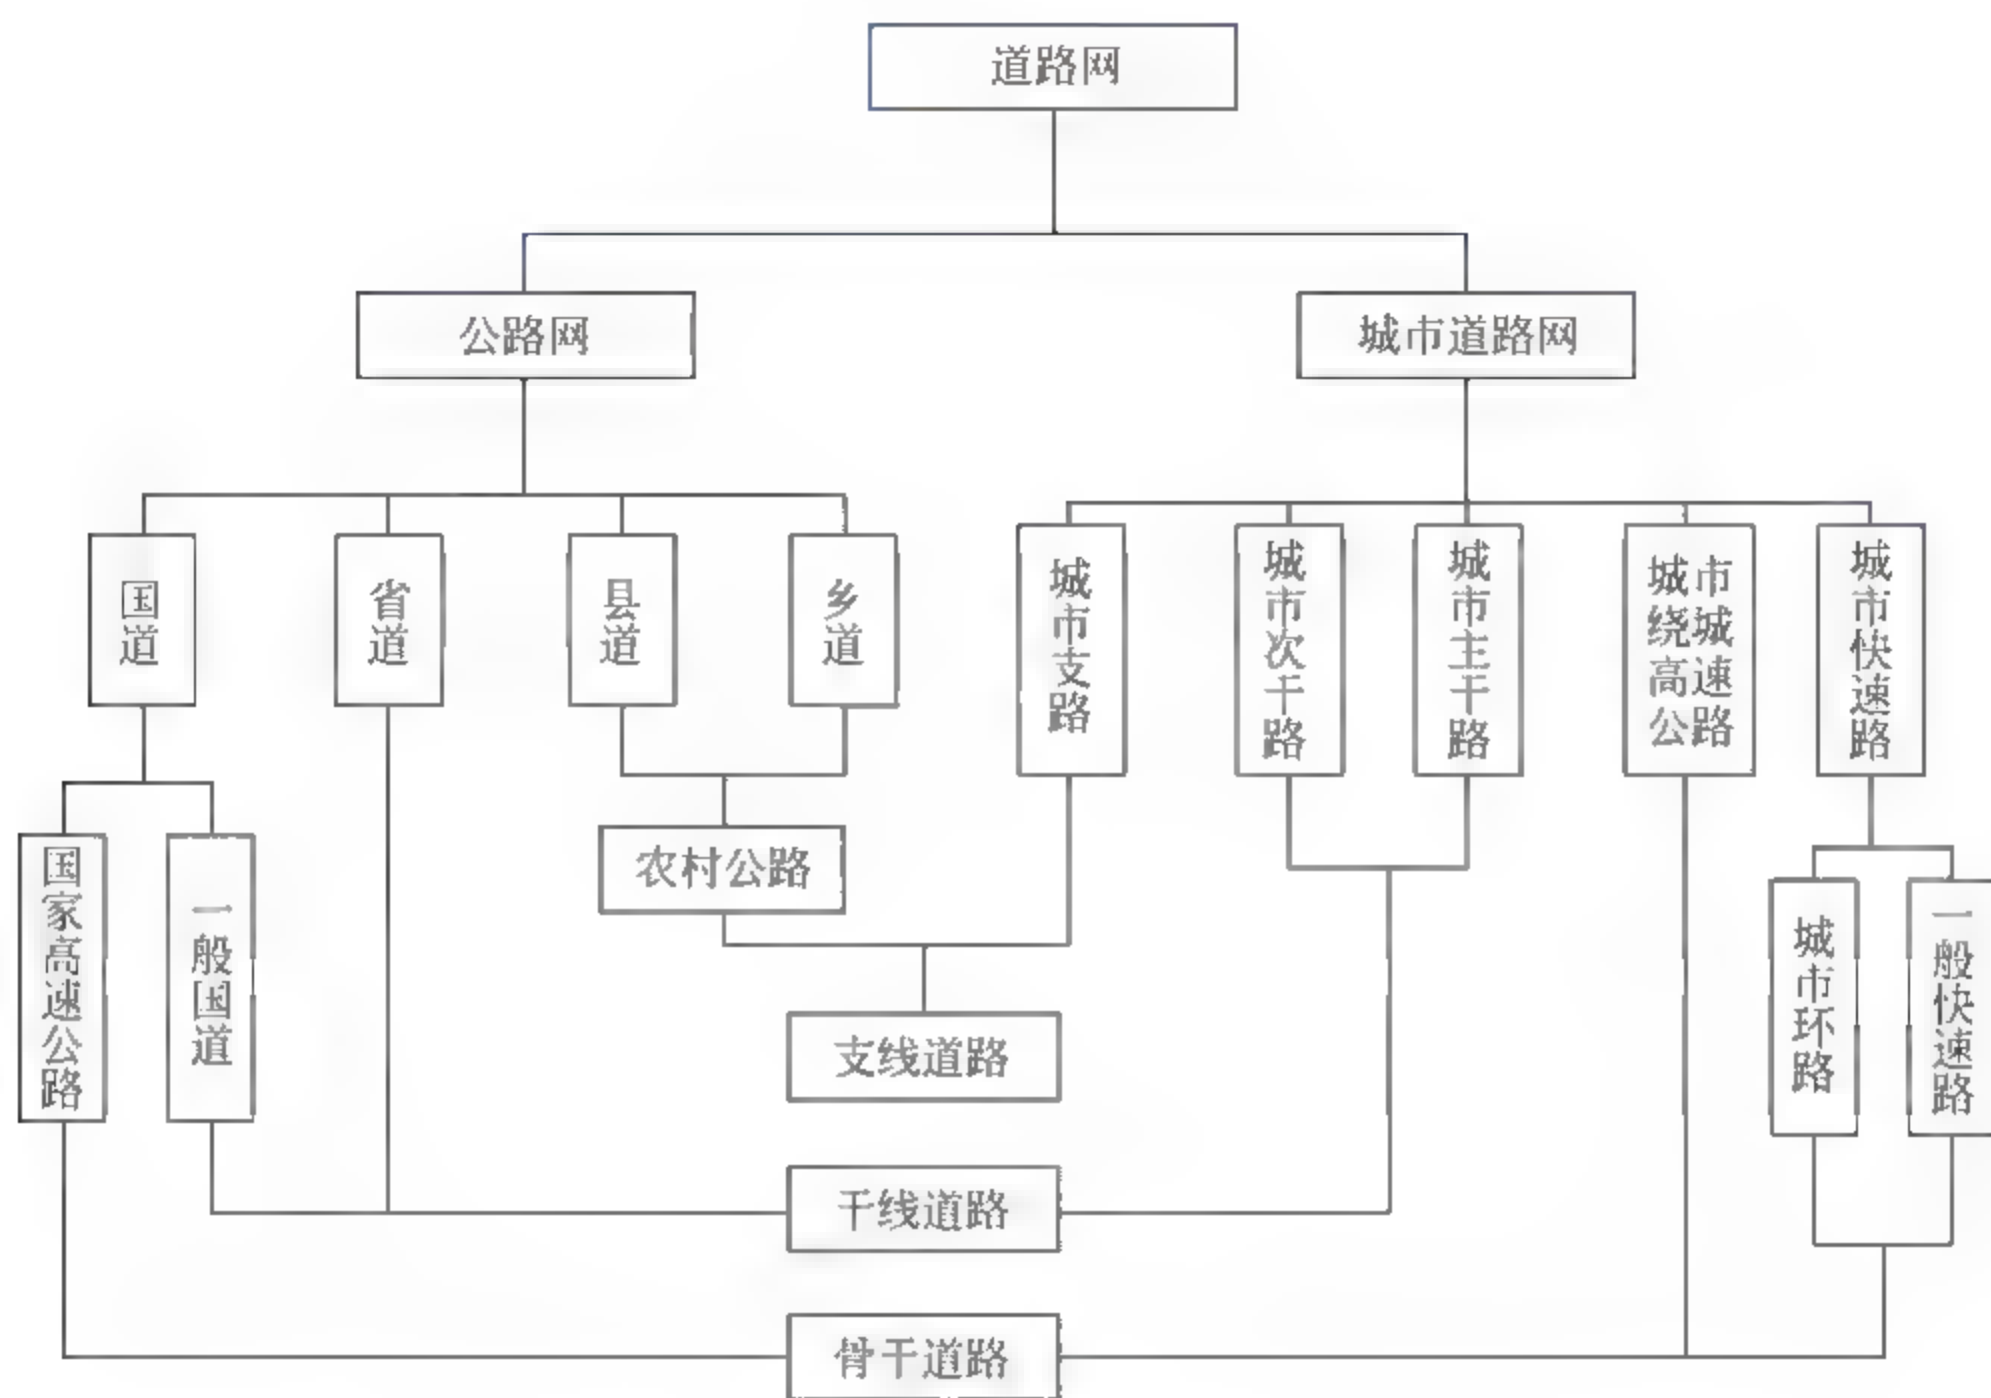 道路网
公路网
城市道路网
国道
省道
县道
乡道
城市支路
城市次干路
城市主干路
城市
绕城
高速
公路
城市快速路
农村公路
国家高速公路
一般国道
城市环路
一般快速路
支线道路
干线道路
骨干道路